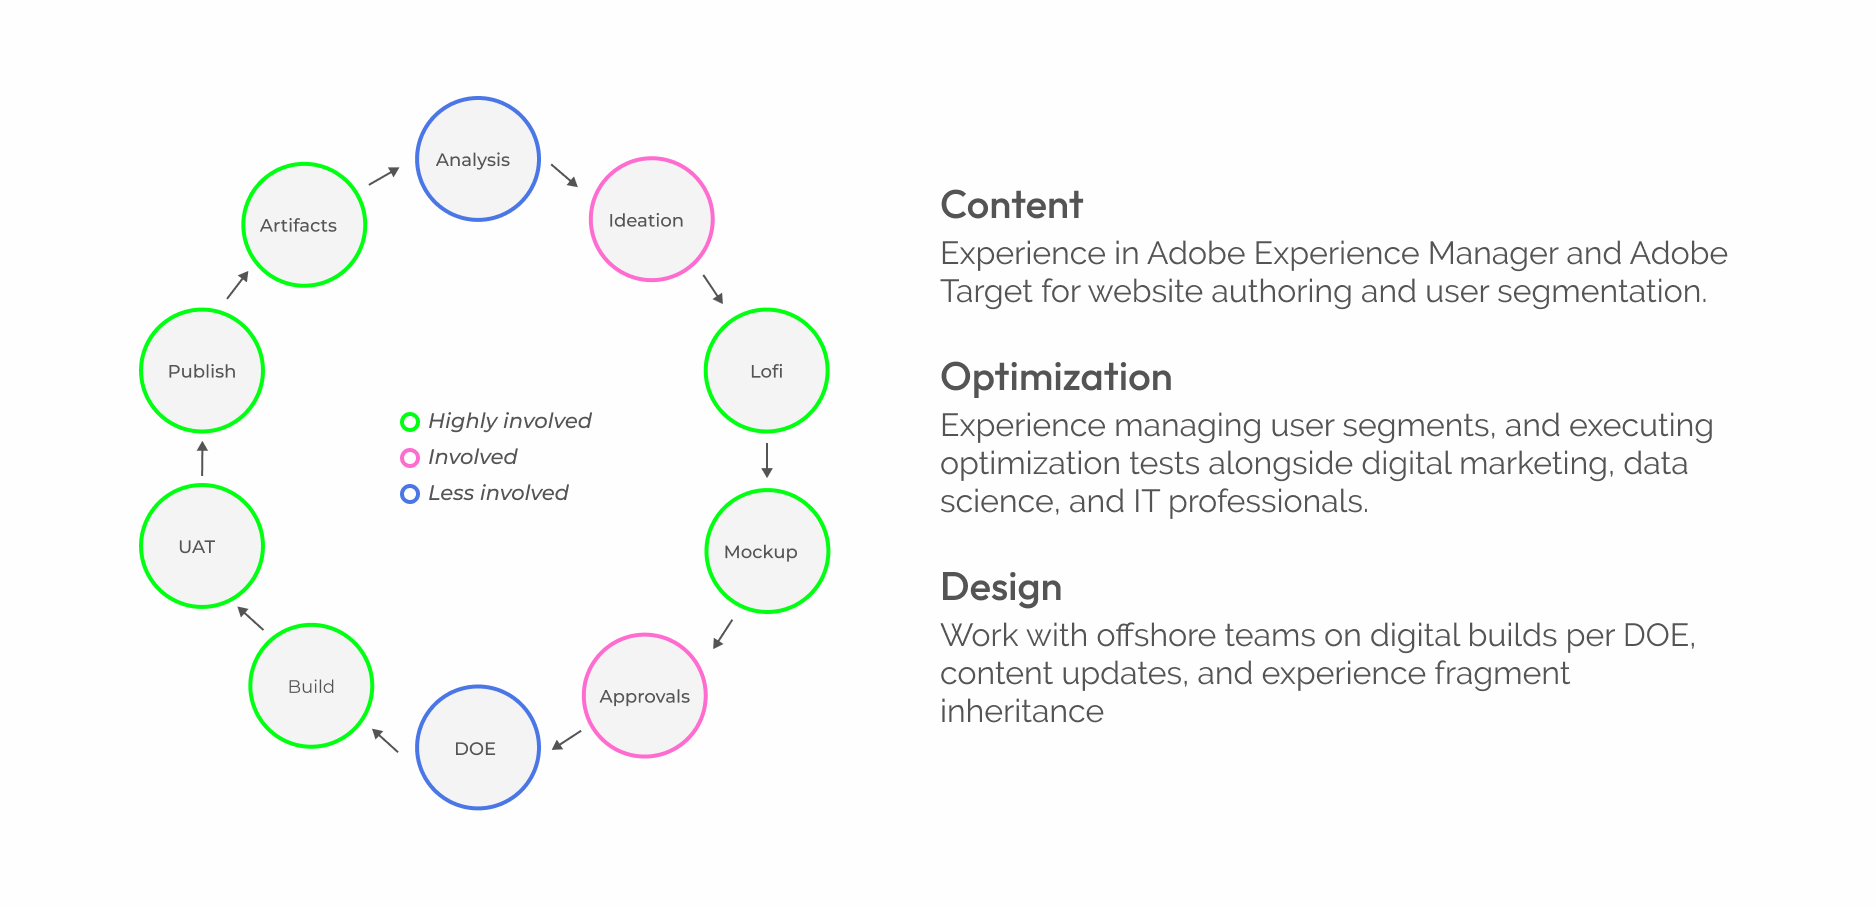 Analysis
Ideation
Lofi
Mockup
Approvals
DOE
Build
UAT
Publish
Artifacts
Highly involved
Involved
Less involved
Content
Experience in Adobe Experience Manager and Adobe
Target for website authoring and user segmentation.
Optimization
Experience managing user segments, and executing
optimization tests alongside digital marketing, data
science, and IT professionals.
Design
Work with offshore teams on digital builds per DOE,
content updates, and experience fragment
inheritance